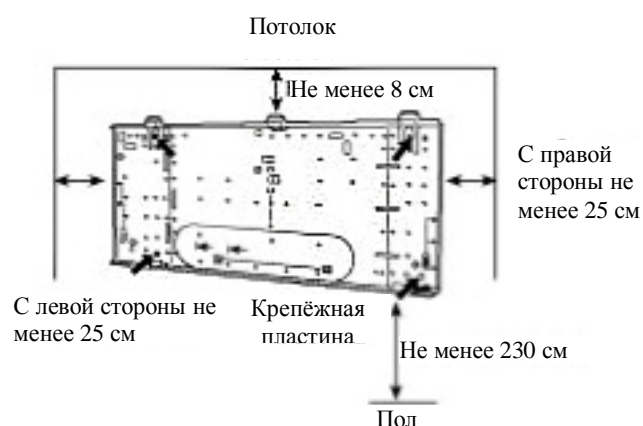 Потолок
Не менее 8 см
С правой
стороны не
менее 25 см
С левой стороны не
менее 25 см
Крепёжная
пластина
Не менее 230 см
Пол